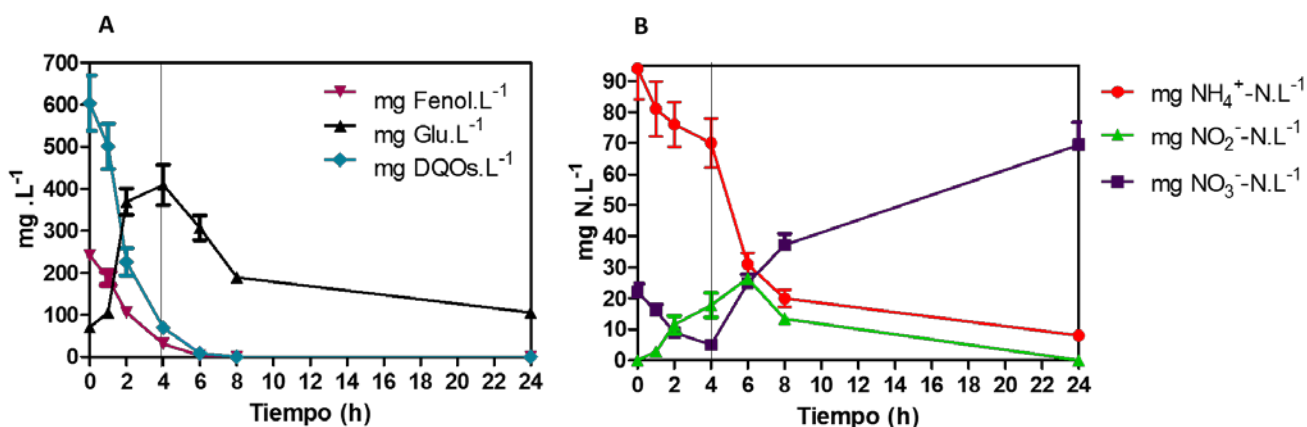 A
700
600
500
400
300
200
100
0
mg .L⁻¹
0 2 4 6 8 10 12 14 16 18 20 22 24
Tiempo (h)
mg Fenol.L⁻¹
mg Glu.L⁻¹
mg DQOs.L⁻¹
B
90
80
70
60
50
40
30
20
10
0
mg N.L⁻¹
0 2 4 6 8 10 12 14 16 18 20 22 24
Tiempo (h)
mg NH₄⁺-N.L⁻¹
mg NO₂⁻-N.L⁻¹
mg NO₃⁻-N.L⁻¹